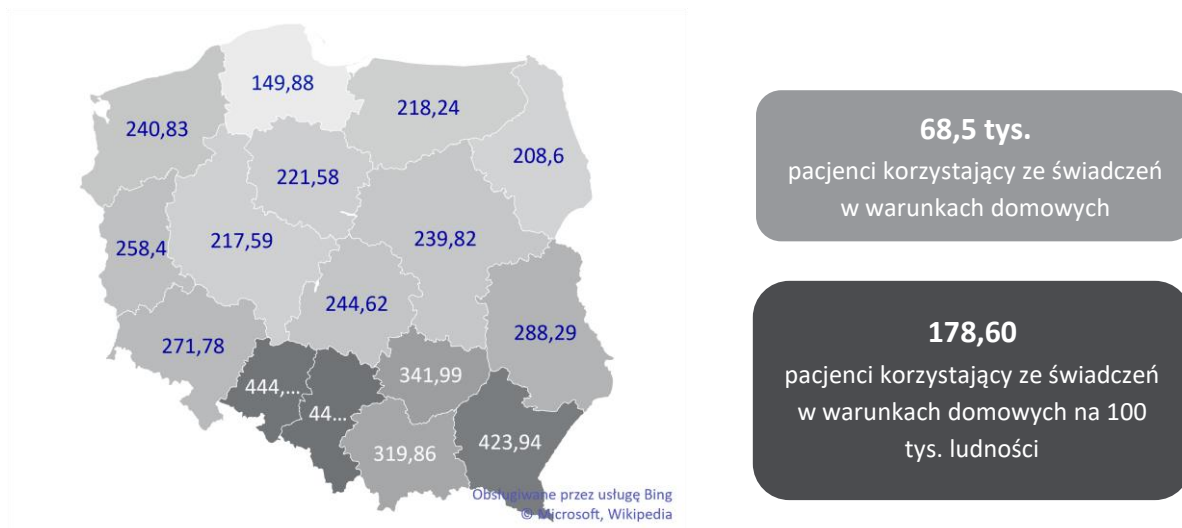 149,88
218,24
240,83
208,6
221,58
217,59
239,82
258,4
244,62
288,29
271,78
341,99
444,...
44...
423,94
319,86
Obsługiwane przez usługę Bing
© Microsoft, Wikipedia
68,5 tys.
pacjenci korzystający ze świadczeń
w warunkach domowych
178,60
pacjenci korzystający ze świadczeń
w warunkach domowych na 100
tys. ludności